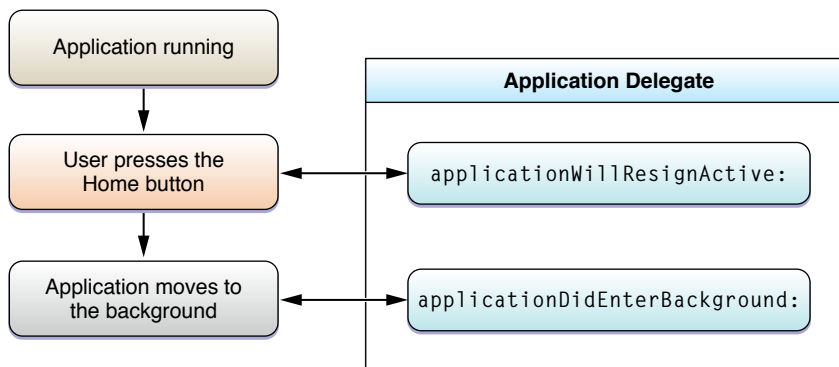 Application running
Application Delegate
User presses the
Home button
applicationWillResignActive:
Application moves to
the background
applicationDidEnterBackground: